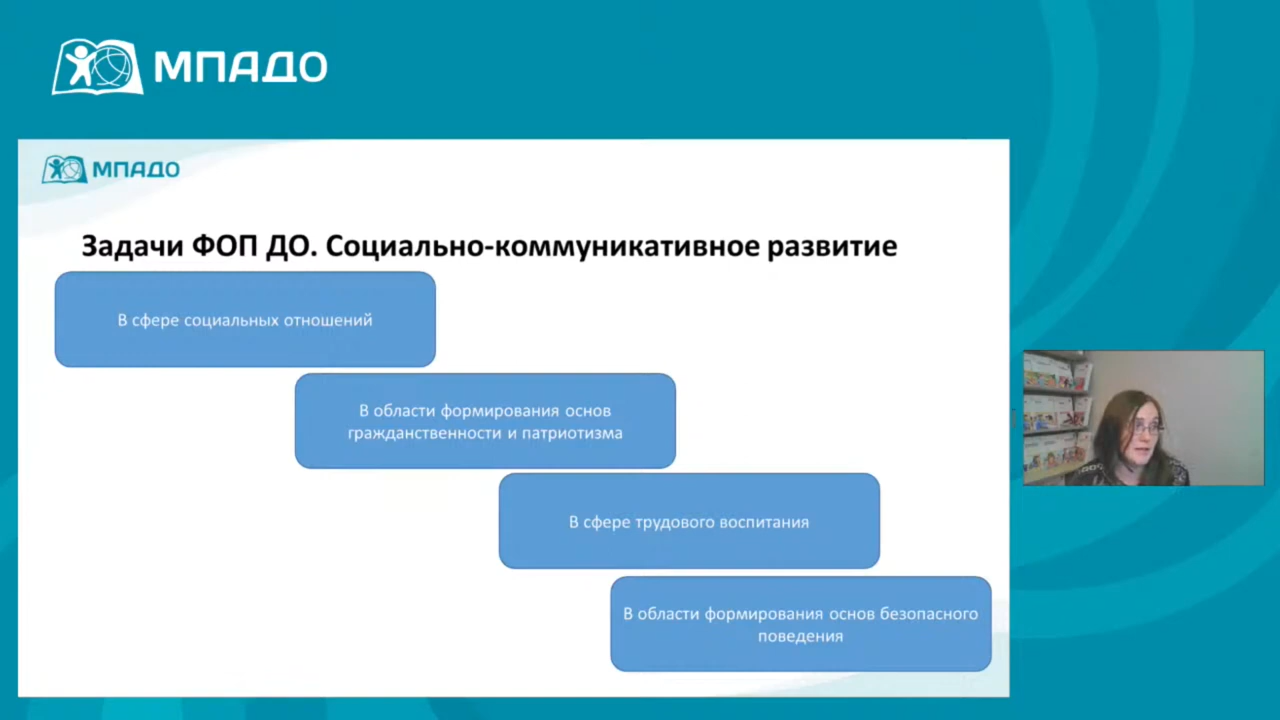 МПАДО
МПАДО
Задачи ФОП ДО. Социально-коммуникативное развитие
В сфере социальных отношений
В области формирования основ
гражданственности и патриотизма
В сфере трудового воспитания
В области формирования основ безопасного
поведения